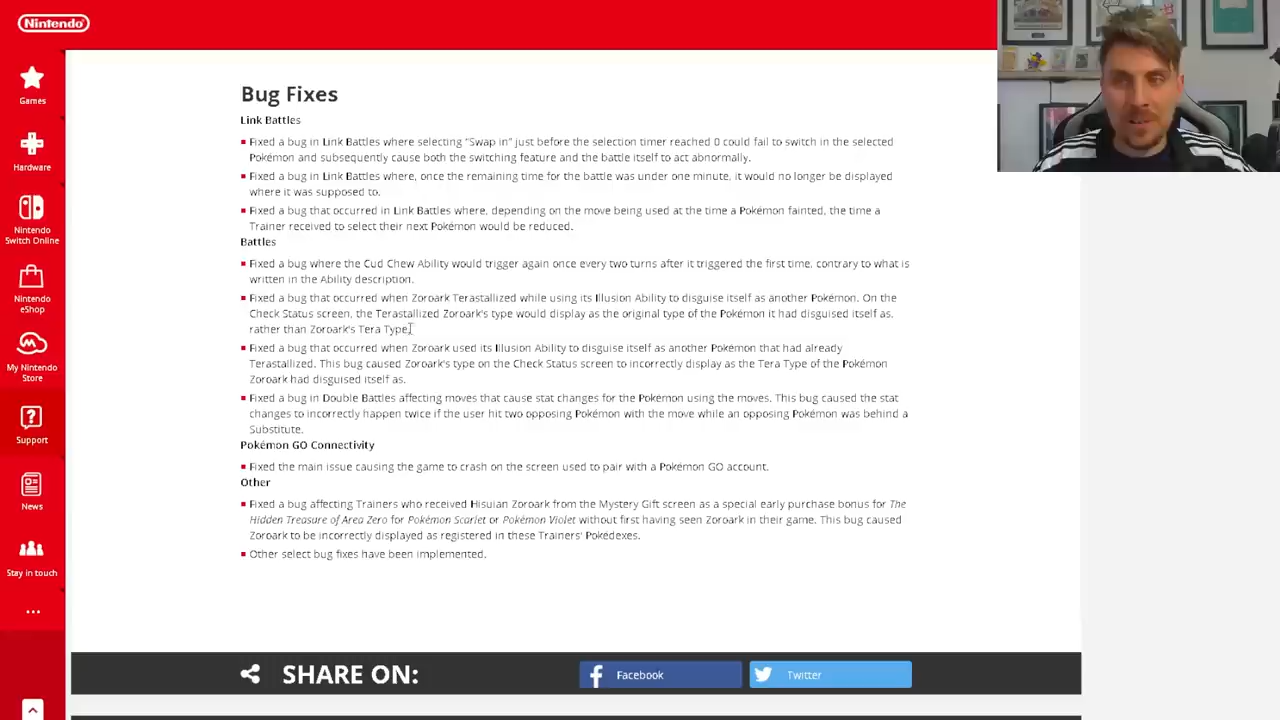 Nintendo
Games
Hardware
Nintendo
Switch Online
Nintendo
eShop
My Nintendo
Store
Support
News
Stay in touch
...
Bug Fixes
Link Battles
Fixed a bug in Link Battles where selecting "Swap in" just before the selection timer reached 0 could fail to switch in the selected
Pokémon and subsequently cause both the switching feature and the battle itself to act abnormally.
Fixed a bug in Link Battles where, once the remaining time for the battle was under one minute, it would no longer be displayed
where it was supposed to.
Fixed a bug that occurred in Link Battles where, depending on the move being used at the time a Pokémon fainted, the time a
Trainer received to select their next Pokémon would be reduced.
Battles
Fixed a bug where the Cud Chew Ability would trigger again once every two turns after it triggered the first time, contrary to what is
written in the Ability description.
Fixed a bug that occurred when Zoroark Terastallized while using its Illusion Ability to disguise itself as another Pokémon. On the
Check Status screen, the Terastallized Zoroark's type would display as the original type of the Pokémon it had disguised itself as,
rather than Zoroark's Tera Type.
Fixed a bug that occurred when Zoroark used its Illusion Ability to disguise itself as another Pokémon that had already
Terastallized. This bug caused Zoroark's type on the Check Status screen to incorrectly display as the Tera Type of the Pokémon
Zoroark had disguised itself as.
Fixed a bug in Double Battles affecting moves that cause stat changes for the Pokémon using the moves. This bug caused the stat
changes to incorrectly happen twice if the user hit two opposing Pokémon with the move while an opposing Pokémon was behind a
Substitute.
Pokémon GO Connectivity
Fixed the main issue causing the game to crash on the screen used to pair with a Pokémon GO account.
Other
Fixed a bug affecting Trainers who received Hisuian Zoroark from the Mystery Gift screen as a special early purchase bonus for The
Hidden Treasure of Area Zero for Pokémon Scarlet or Pokémon Violet without first having seen Zoroark in their game. This bug caused
Zoroark to be incorrectly displayed as registered in these Trainers' Pokédexes.
Other select bug fixes have been implemented.
SHARE ON:
Facebook
Twitter